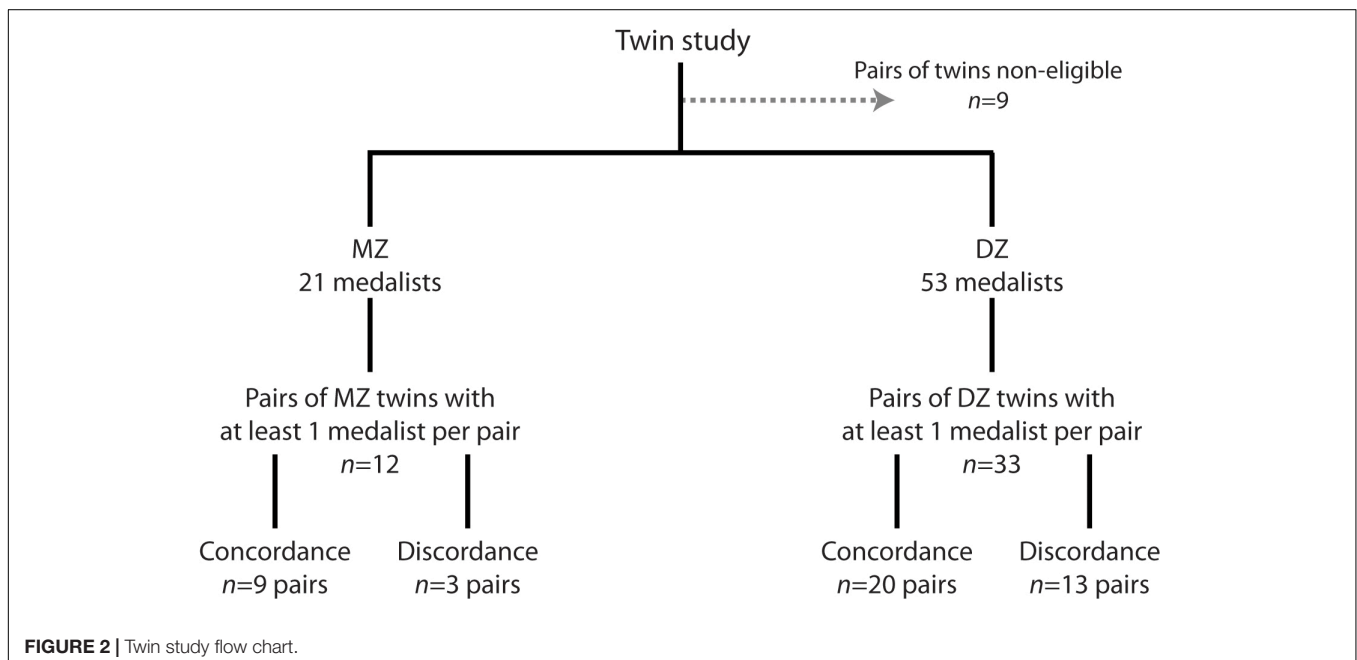 Twin study
Pairs of twins non-eligible
n=9
MZ
21 medalists
DZ
53 medalists
Pairs of MZ twins with
at least 1 medalist per pair
n=12
Pairs of DZ twins with
at least 1 medalist per pair
n=33
Concordance
n=9 pairs
Discordance
n=3 pairs
Concordance
n=20 pairs
Discordance
n=13 pairs
FIGURE 2 | Twin study flow chart.